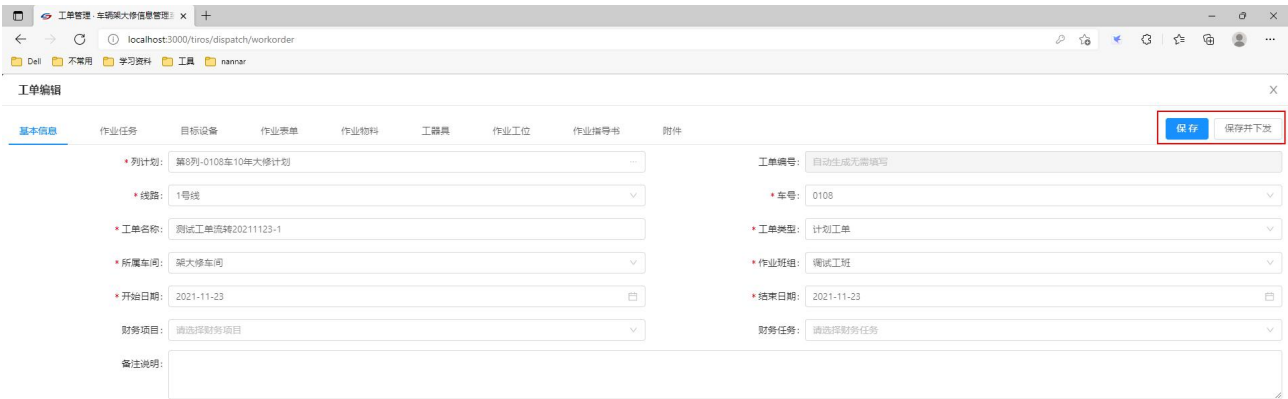 工单管理 - 车辆架大修信息管理
localhost:3000/tiros/dispatch/workorder
Dell 不常用 学习资料 工具 nannar
工单编辑
基本信息 作业任务 目标设备 作业表单 作业物料 工器具 作业工位 作业指导书 附件 保存 保存并下发
* 列计划: 第8列-0108车10年大修计划 工单编号: 自动生成无需填写
* 线路: 1号线 * 车号: 0108
* 工单名称: 测试工单流转20211123-1 * 工单类型: 计划工单
* 所属车间: 架大修车间 * 作业班组: 调试工班
* 开始日期: 2021-11-23 * 结束日期: 2021-11-23
财务项目: 请选择财务项目 财务任务: 请选择财务任务
备注说明: